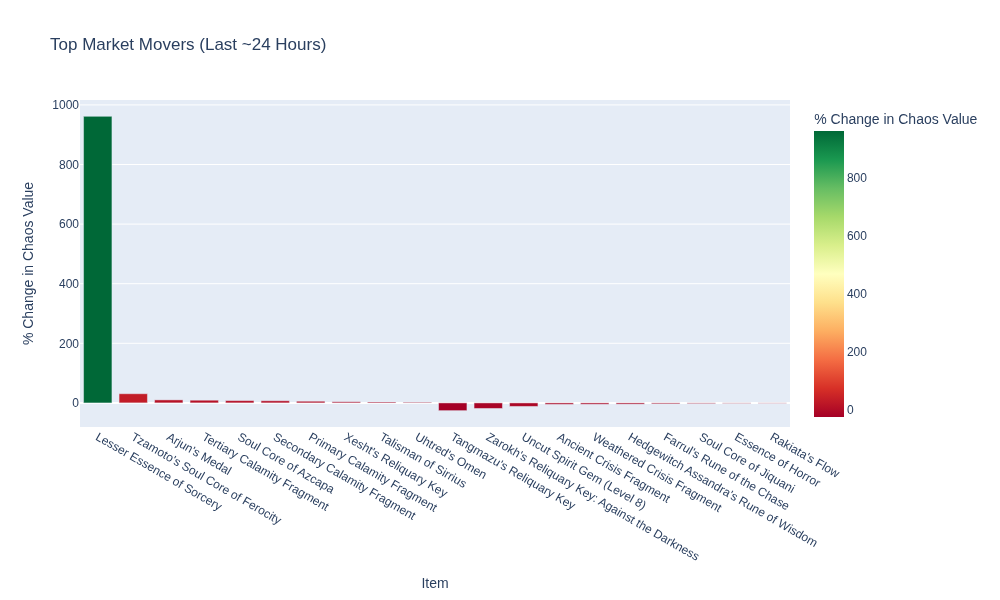 Top Market Movers (Last ~24 Hours)
% Change in Chaos Value
1000
800
600
400
200
0
Lesser Essence of Sorcery
Tzamoto's Soul Core of Ferocity
Arjun's Medal
Tertiary Calamity Fragment
Soul Core of Azcapa
Secondary Calamity Fragment
Primary Calamity Fragment
Xesht's Reliquary Key
Talisman of Sirrius
Uhtred's Omen
Tangmazu's Reliquary Key
Zarokh's Reliquary Key: Against the Darkness
Uncut Spirit Gem (Level 8)
Ancient Crisis Fragment
Weathered Crisis Fragment
Hedgewitch Assandra's Rune of Wisdom
Farrul's Rune of the Chase
Soul Core of Jiquani
Essence of Horror
Rakiata's Flow
Item
% Change in Chaos Value
800
600
400
200
0